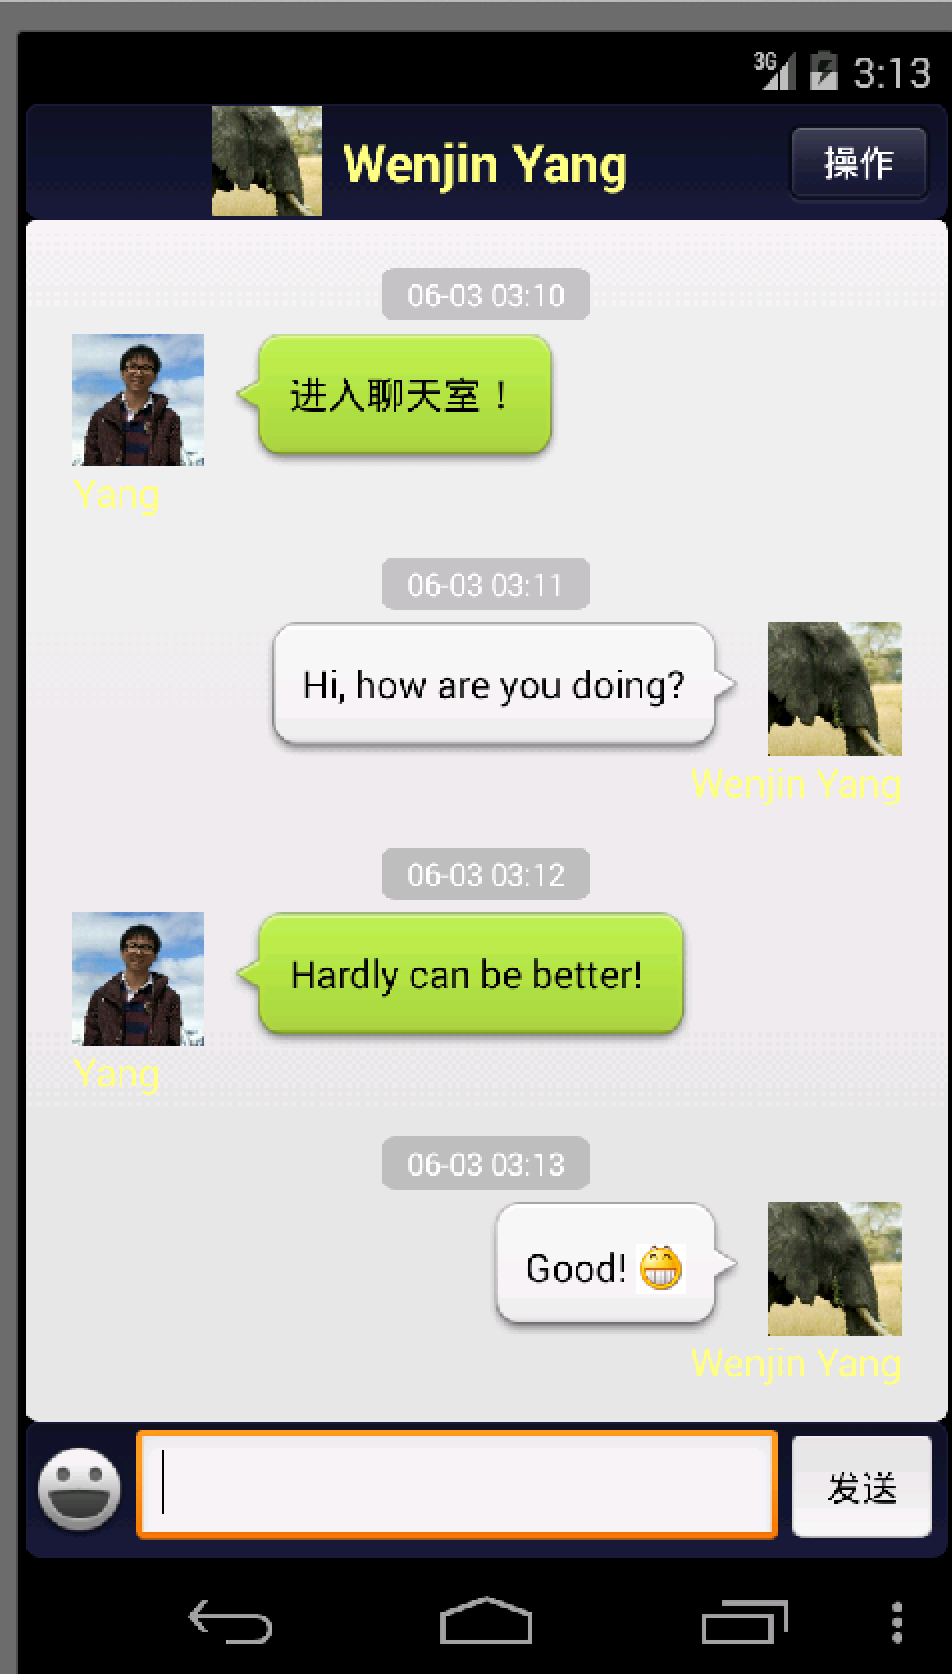 3G 3:13
Wenjin Yang 操作
06-03 03:10
进入聊天室！
Yang
06-03 03:11
Hi, how are you doing?
Wenjin Yang
06-03 03:12
Hardly can be better!
Yang
06-03 03:13
Good!
Wenjin Yang
发送